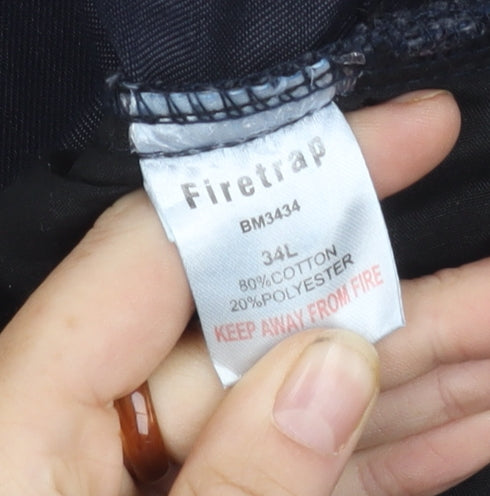 Firetrap
BM3434
34L
80%COTTON
20%POLYESTER
KEEP AWAY FROM FIRE